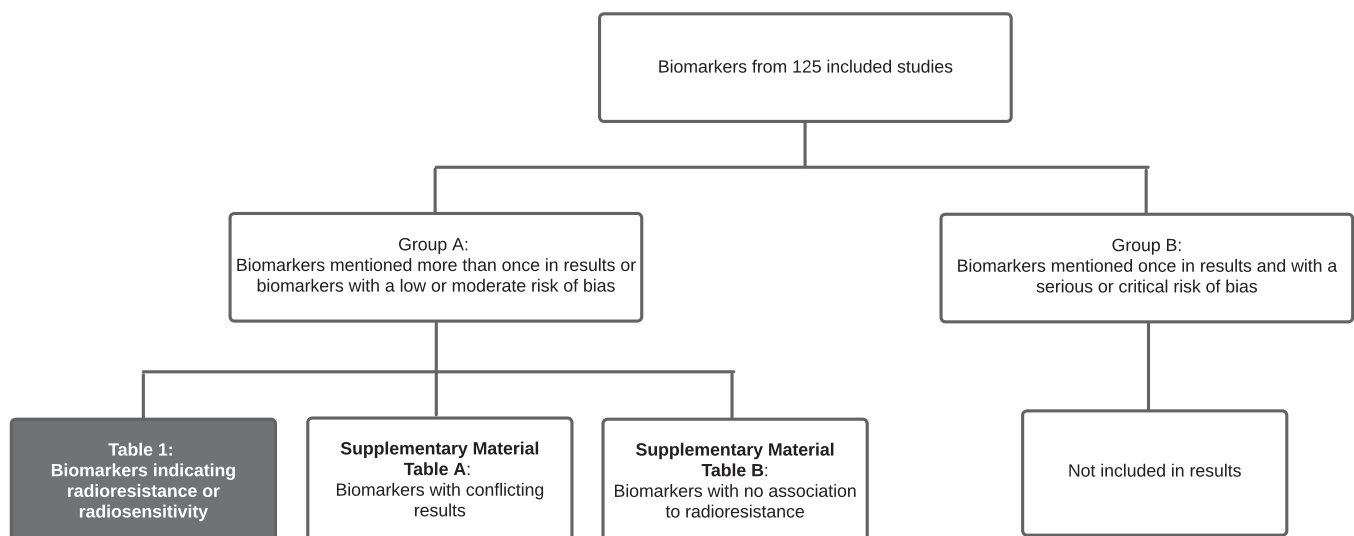 Biomarkers from 125 included studies
Group A:
Biomarkers mentioned more than once in results or
biomarkers with a low or moderate risk of bias
Group B:
Biomarkers mentioned once in results and with a
serious or critical risk of bias
Table 1:
Biomarkers indicating
radioresistance or
radiosensitivity
Supplementary Material
Table A:
Biomarkers with conflicting
results
Supplementary Material
Table B:
Biomarkers with no association
to radioresistance
Not included in results